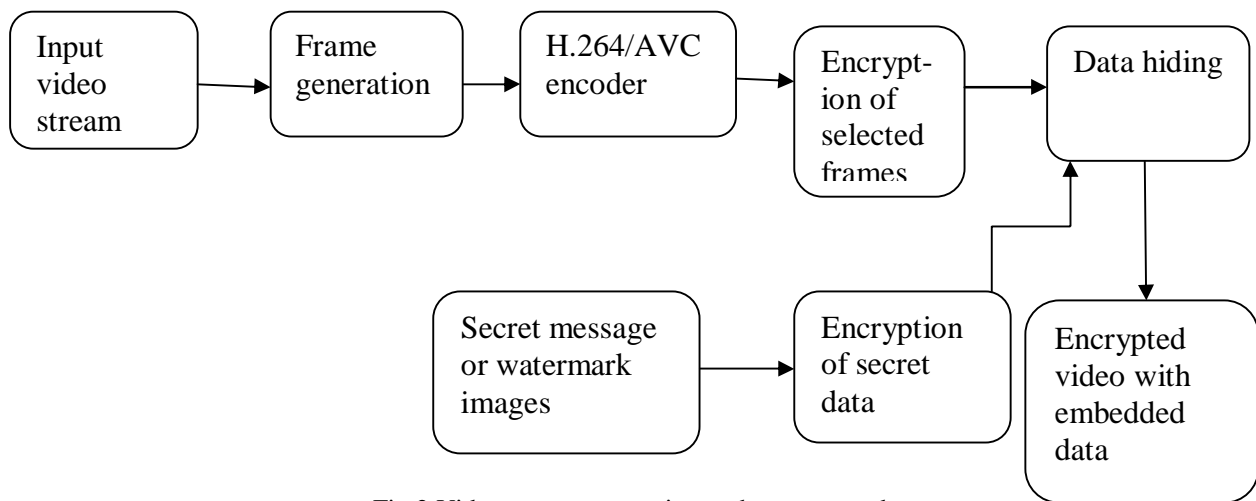 Input
video
stream
Frame
generation
H.264/AVC
encoder
Encrypt-
ion of
selected
frames
Data hiding
Secret message
or watermark
images
Encryption
of secret
data
Encrypted
video with
embedded
data